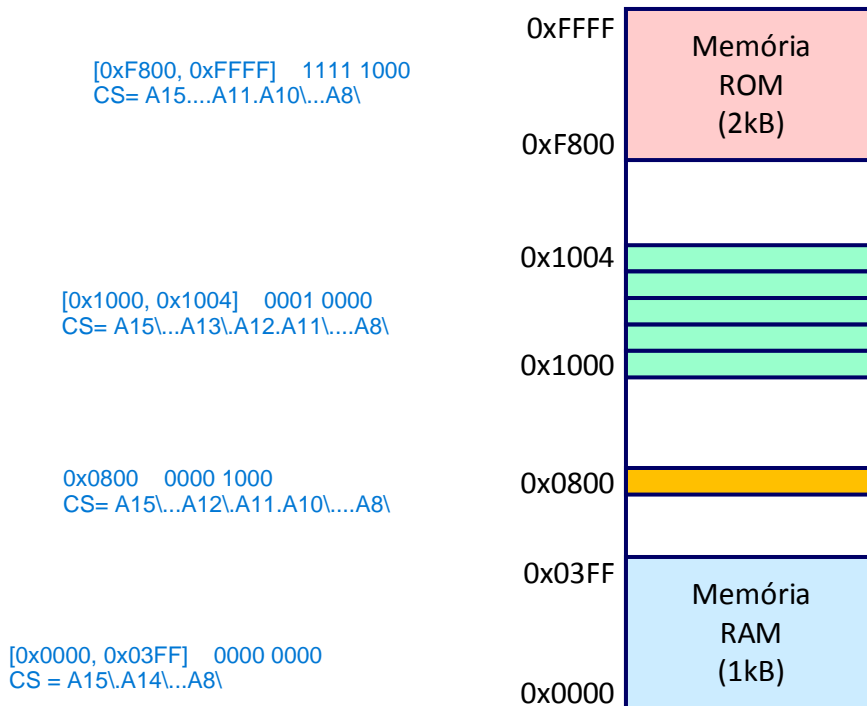 0xFFFF
Memória
ROM
(2kB)
[0xF800, 0xFFFF] 1111 1000
CS= A15....A11.A10\...A8\
0xF800
0x1004
[0x1000, 0x1004] 0001 0000
CS= A15\...A13\.A12.A11\....A8\
0x1000
0x0800 0000 1000
CS= A15\...A12\.A11.A10\....A8\
0x0800
0x03FF
Memória
RAM
(1kB)
[0x0000, 0x03FF] 0000 0000
CS = A15\.A14\...A8\
0x0000